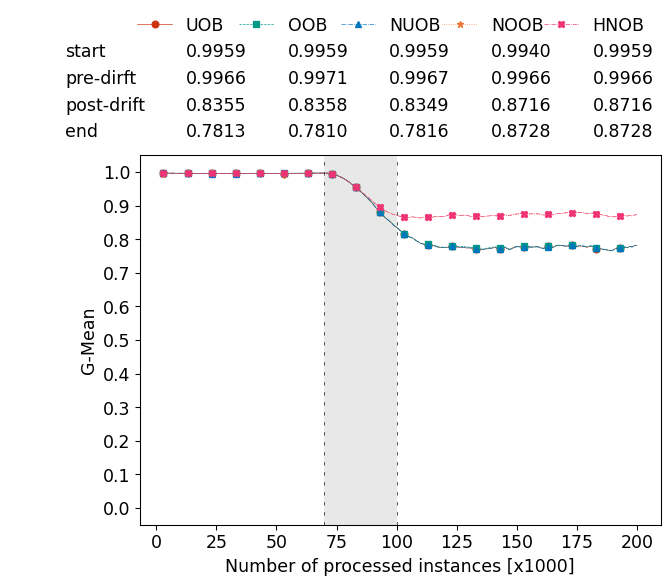 UOB OOB NUOB NOOB HNOB
start 0.9959 0.9959 0.9959 0.9940 0.9959
pre-dirft 0.9966 0.9971 0.9967 0.9966 0.9966
post-drift 0.8355 0.8358 0.8349 0.8716 0.8716
end 0.7813 0.7810 0.7816 0.8728 0.8728
1.0
0.9
0.8
0.7
0.6
0.5
0.4
0.3
0.2
0.1
0.0
G-Mean
0 25 50 75 100 125 150 175 200
Number of processed instances [x1000]